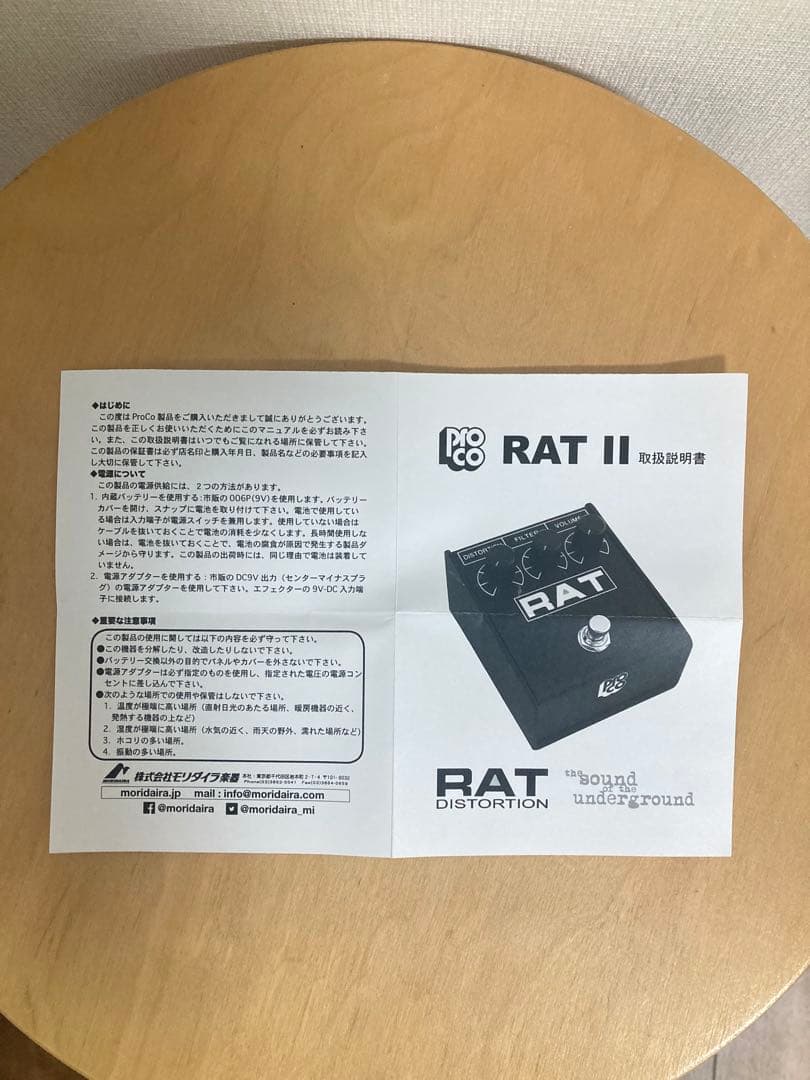 ◆はじめに
この度は ProCo 製品をご購入いただきまして誠にありがとうございます。
この製品を正しくお使いいただくためにこのマニュアルを必ずお読み下さ
い。また、この取扱説明書はいつでもご覧になれる場所に保管して下さい。
この製品の保証書は必ず店名印と購入年月日、製品名などの必要事項を記入
し大切に保管して下さい。
◆電源について
この製品の電源供給には、２つの方法があります。
1. 内蔵バッテリーを使用する：市販の 006P(9V) を使用します。バッテリー
カバーを開け、スナップに電池を取り付けて下さい。電池で使用してい
る場合は入力端子が電源スイッチを兼用します。使用していない場合は
ケーブルを抜いておくことで電池の消耗を少なくします。長時間使用しな
い場合は、電池を抜いておくことで、電池の腐食が原因で発生する製品ダ
メージから守ります。この製品の出荷時には、同じ理由で電池は装着して
いません。
2. 電源アダプターを使用する：市販の DC9V 出力（センターマイナスプラ
グ）の電源アダプターを使用して下さい。エフェクターの 9V-DC 入力端
子に接続します。
◆重要な注意事項
この製品の使用に関しては以下の内容を必ず守って下さい。
●この機器を分解したり、改造したりしないで下さい。
●バッテリー交換以外の目的でパネルやカバーを外さないで下さい。
●電源アダプターは必ず指定のものを使用し、指定された電圧の電源コン
セントに差し込んで下さい。
●次のような場所での使用や保管はしないで下さい。
1. 温度が極端に高い場所（直射日光のあたる場所、暖房機器の近く、
発熱する機器の上など）
2. 湿度が極端に高い場所（水気の近く、雨天の野外、濡れた場所など）
3. ホコリの多い場所。
4. 振動の多い場所。
MORIDAIRA 株式会社モリダイラ楽器 本社：東京都千代田区岩本町 2-7-4 〒101-0032
moridaira.jp mail : info@moridaira.com
@moridaira @moridaira_mi
ProCo RAT II 取扱説明書
DISTORTION FILTER VOLUME
RAT
ProCo
RAT
DISTORTION
the sound
of the
underground